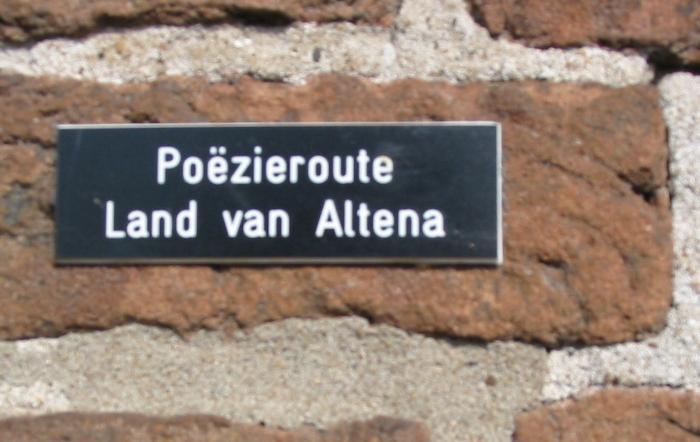 Poëzieroute
Land van Altena